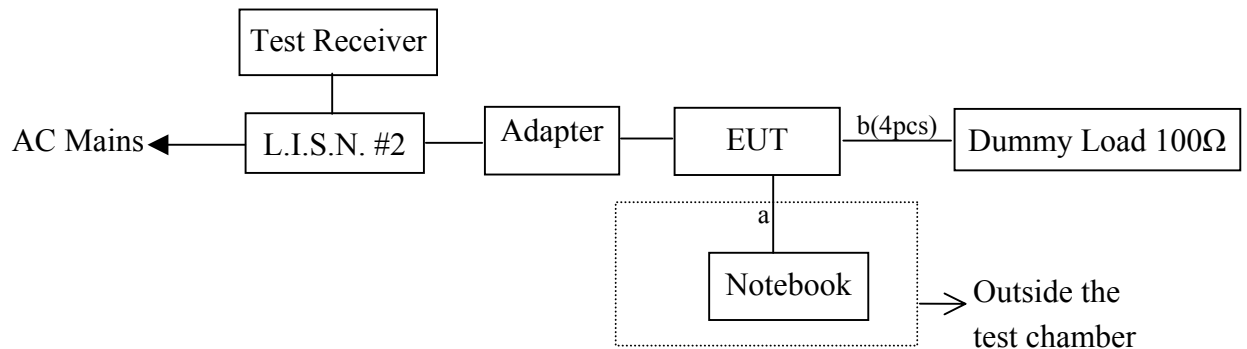 Test Receiver
AC Mains
L.I.S.N. #2
Adapter
EUT
b(4pcs)
Dummy Load 100Ω
a
Notebook
Outside the
test chamber